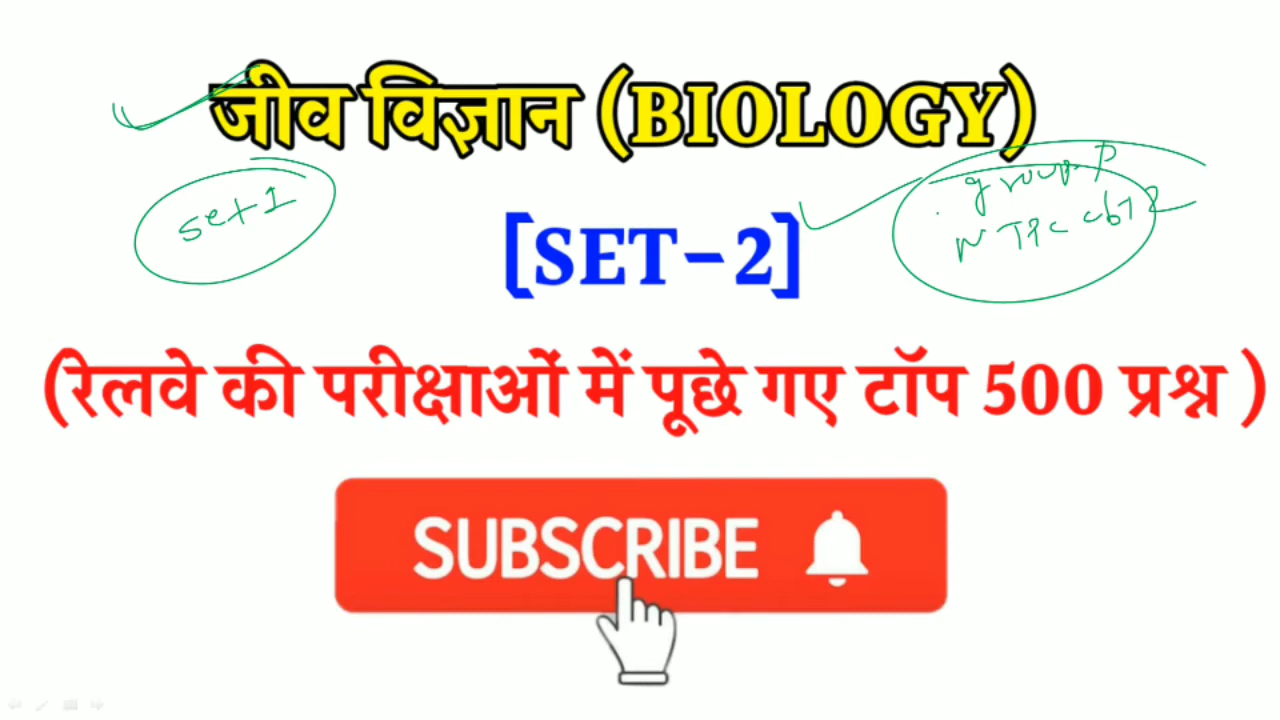 जीव विज्ञान (BIOLOGY)
set 1
group-D
NTPC CBT 2
[SET-2]
(रेलवे की परीक्षाओं में पूछे गए टॉप 500 प्रश्न )
SUBSCRIBE